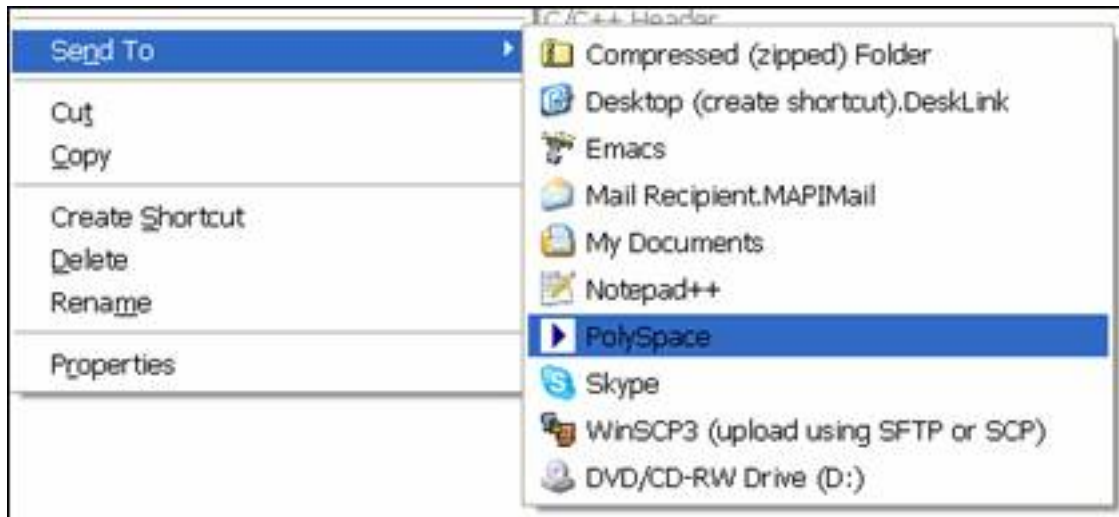 C/C++ Header
Send To
Cut
Copy
Create Shortcut
Delete
Rename
Properties
Compressed (zipped) Folder
Desktop (create shortcut).DeskLink
Emacs
Mail Recipient.MAPIMail
My Documents
Notepad++
PolySpace
Skype
WinSCP3 (upload using SFTP or SCP)
DVD/CD-RW Drive (D:)